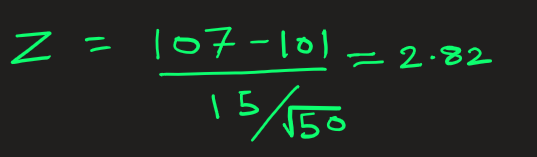 Z = 107 - 101 = 2.82
15/√50